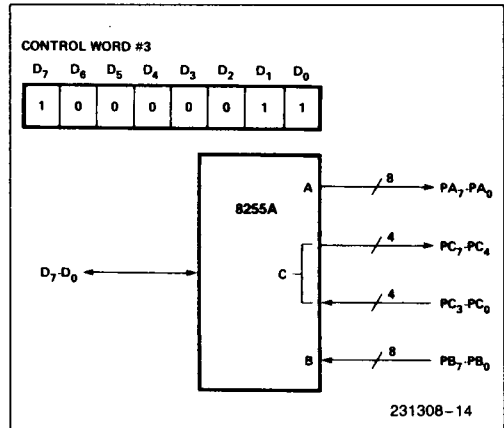 CONTROL WORD #3
D7 D6 D5 D4 D3 D2 D1 D0
1 0 0 0 0 0 1 1
A 8 PA7-PA0
8255A
4 PC7-PC4
D7-D0 C
4 PC3-PC0
B 8 PB7-PB0
231308-14